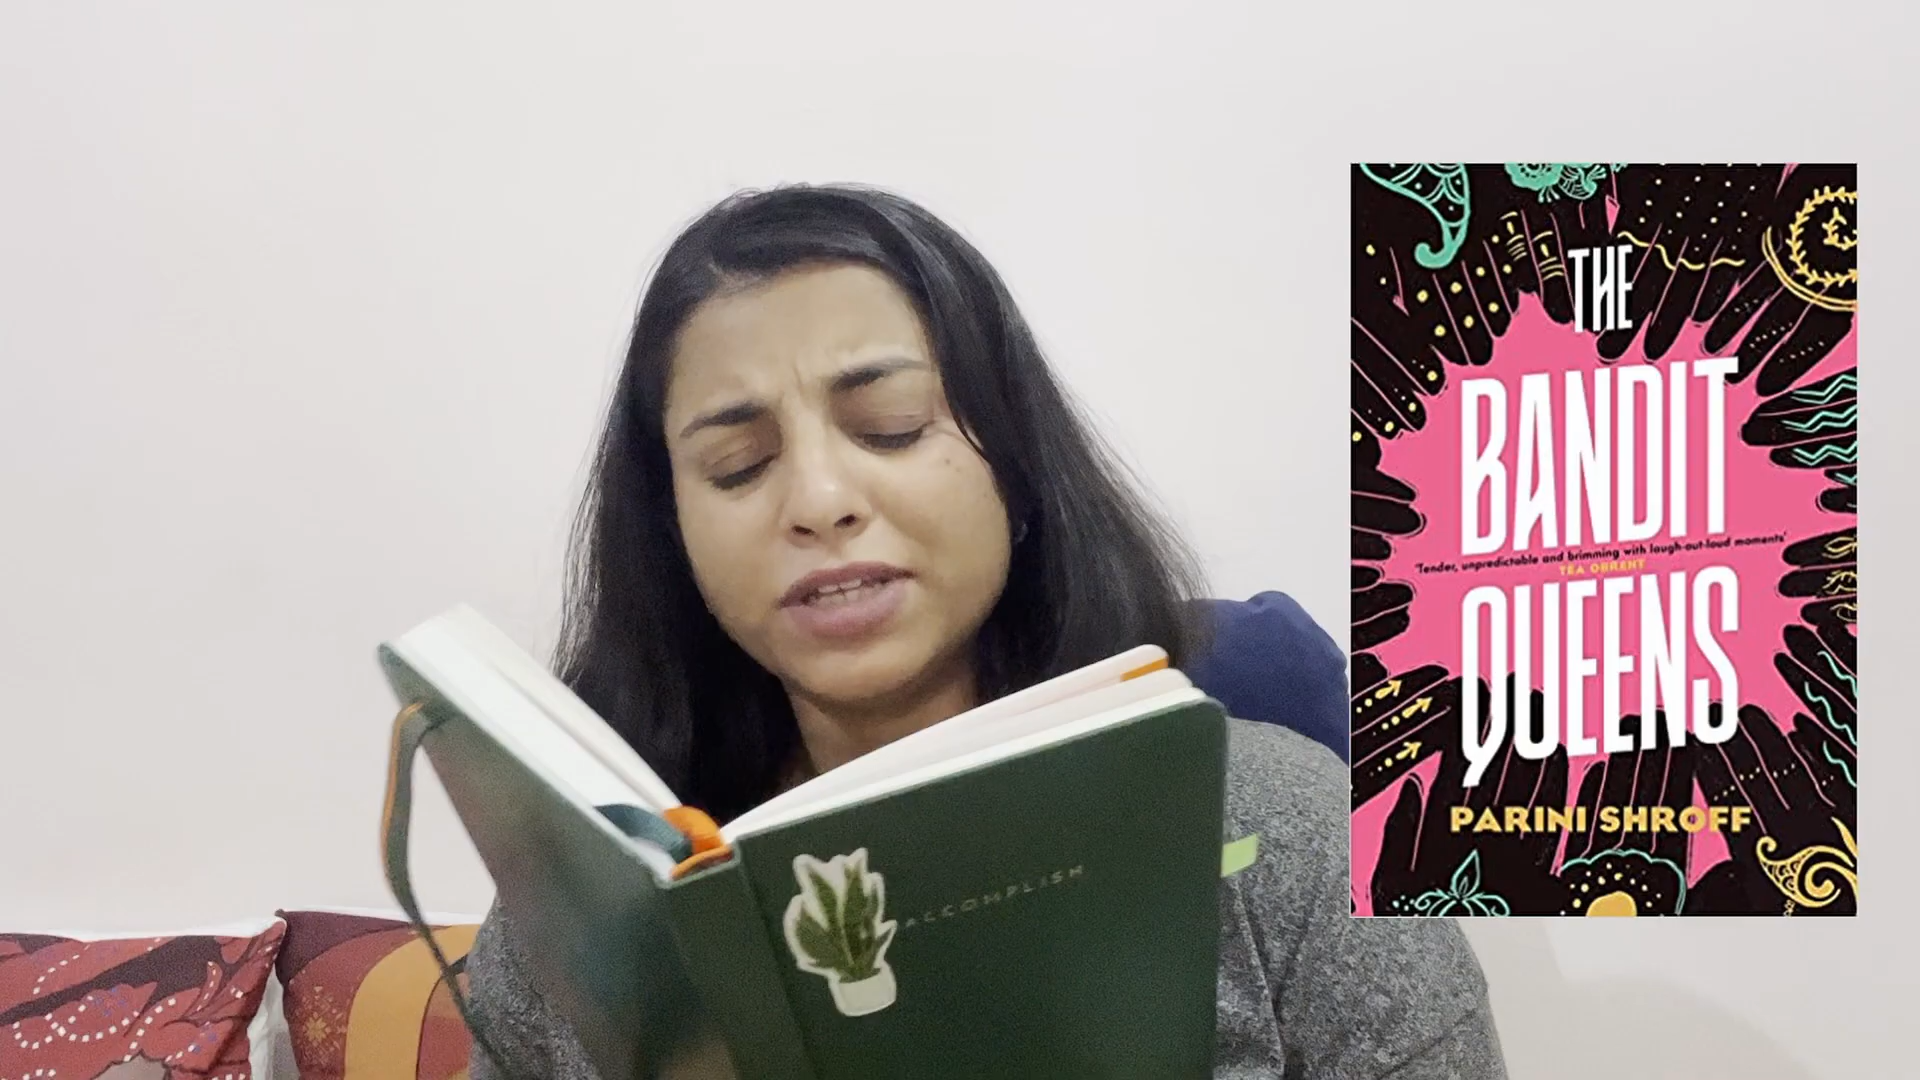 THE
BANDIT
'Tender, unpredictable and brimming with laugh-out-loud moments'
TEA OBREHT
QUEENS
PARINI SHROFF
ACCOMPLISH